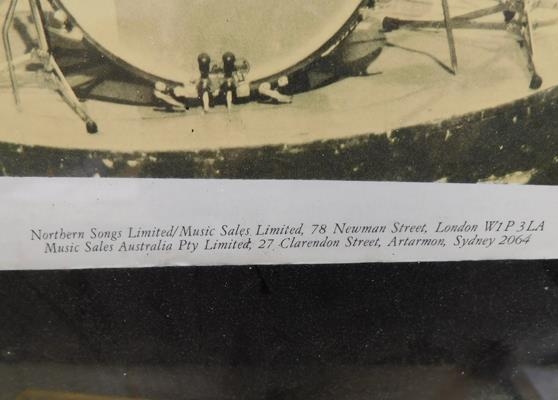 Northern Songs Limited/Music Sales Limited, 78 Newman Street, London W1P 3LA
Music Sales Australia Pty Limited, 27 Clarendon Street, Artarmon, Sydney 2064